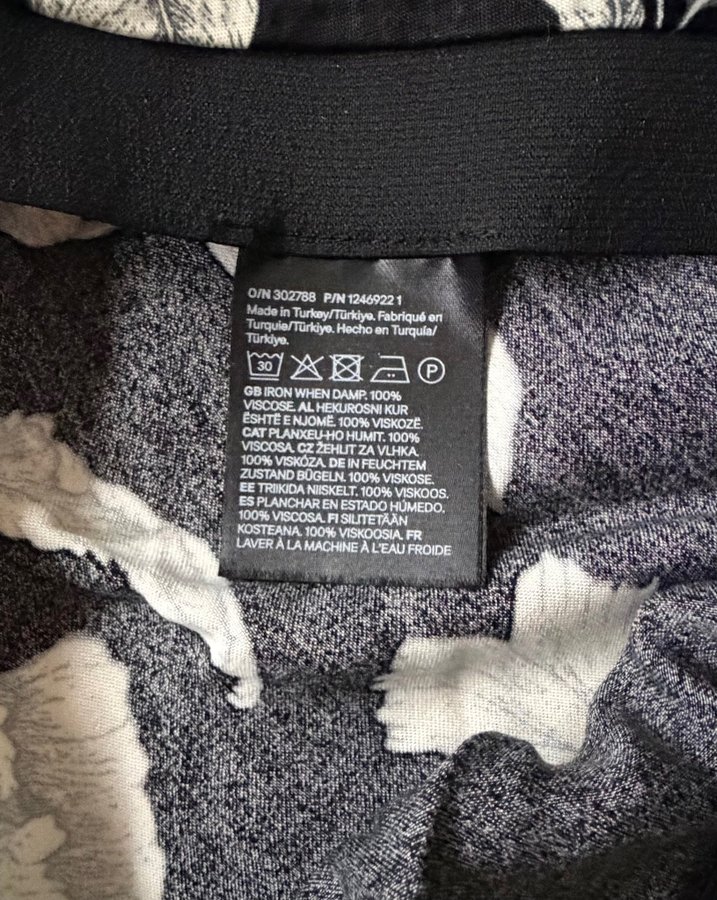 O/N 302788 P/N 1246922 1
Made in Turkey/Türkiye. Fabriqué en
Turquie/Türkiye. Hecho en Turquía/
Türkiye.
30 P
GB IRON WHEN DAMP. 100%
VISCOSE. AL HEKUROSNI KUR
ËSHTË E NJOMË. 100% VISKOZË.
CAT PLANXEU-HO HUMIT. 100%
VISCOSA. CZ ŽEHLIT ZA VLHKA.
100% VISKÓZA. DE IN FEUCHTEM
ZUSTAND BÜGELN. 100% VISKOSE.
EE TRIIKIDA NIISKELT. 100% VISKOOS.
ES PLANCHAR EN ESTADO HÚMEDO.
100% VISCOSA. FI SILITETÄÄN
KOSTEANA. 100% VISKOOSIA. FR
LAVER À LA MACHINE À L'EAU FROIDE